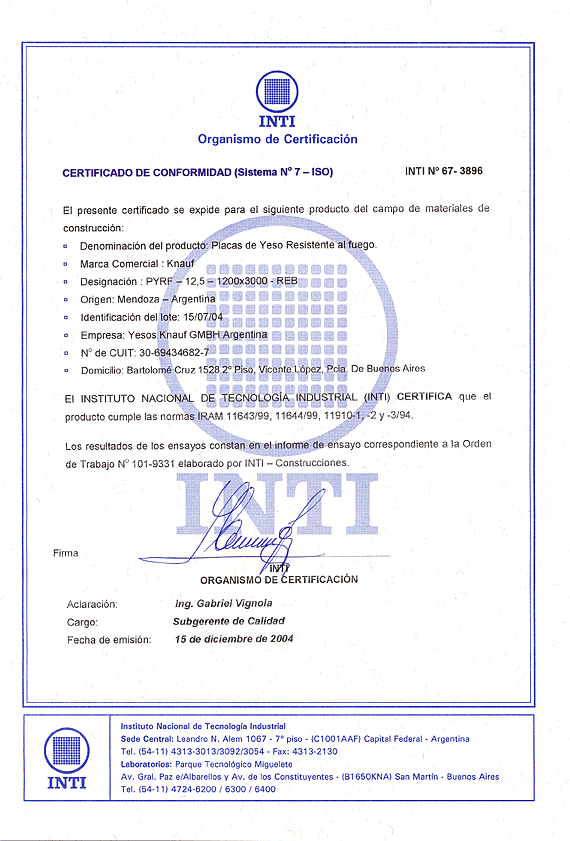 INTI
Organismo de Certificación
CERTIFICADO DE CONFORMIDAD (Sistema Nº 7 – ISO) INTI Nº 67- 3896
El presente certificado se expide para el siguiente producto del campo de materiales de
construcción:
Denominación del producto: Placas de Yeso Resistente al fuego.
Marca Comercial : Knauf
Designación : PYRF – 12,5 – 1200x3000 - REB
Origen: Mendoza – Argentina
Identificación del lote: 15/07/04
Empresa: Yesos Knauf GMBH Argentina
Nº de CUIT: 30-69434682-7
Domicilio: Bartolomé Cruz 1528 2º Piso, Vicente López, Pcia. De Buenos Aires
El INSTITUTO NACIONAL DE TECNOLOGÍA INDUSTRIAL (INTI) CERTIFICA que el
producto cumple las normas IRAM 11643/99, 11644/99, 11910-1, -2 y -3/94.
Los resultados de los ensayos constan en el informe de ensayo correspondiente a la Orden
de Trabajo Nº 101-9331 elaborado por INTI – Construcciones.
INTI
Firma
INTI
ORGANISMO DE CERTIFICACIÓN
Aclaración: Ing. Gabriel Vignola
Cargo: Subgerente de Calidad
Fecha de emisión: 15 de diciembre de 2004
INTI
Instituto Nacional de Tecnología Industrial
Sede Central: Leandro N. Alem 1067 - 7º piso - (C1001AAF) Capital Federal - Argentina
Tel. (54-11) 4313-3013/3092/3054 - Fax: 4313-2130
Laboratorios: Parque Tecnológico Miguelete
Av. Gral. Paz e/Albarellos y Av. de los Constituyentes - (B1650KNA) San Martín - Buenos Aires
Tel. (54-11) 4724-6200 / 6300 / 6400